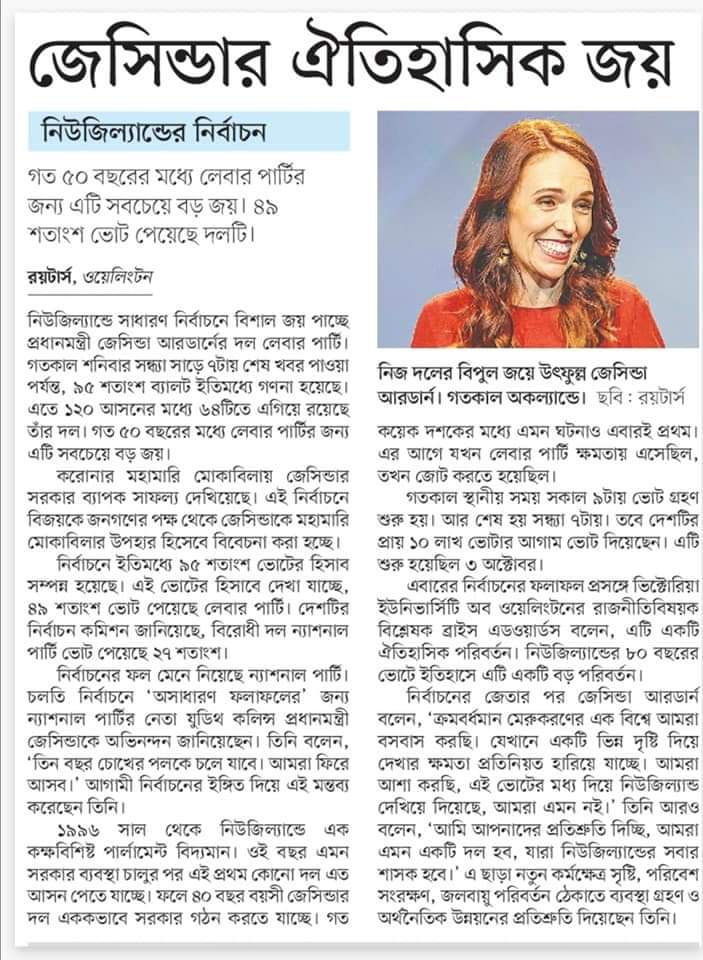 জেসিন্ডার ঐতিহাসিক জয়
নিউজিল্যান্ডের নির্বাচন
গত ৫০ বছরের মধ্যে লেবার পার্টির
জন্য এটি সবচেয়ে বড় জয়। ৪৯
শতাংশ ভোট পেয়েছে দলটি।
রয়টার্স, ওয়েলিংটন
নিউজিল্যান্ডে সাধারণ নির্বাচনে বিশাল জয় পাচ্ছে
প্রধানমন্ত্রী জেসিন্ডা আরডার্নের দল লেবার পার্টি।
গতকাল শনিবার সন্ধ্যা সাড়ে ৭টায় শেষ খবর পাওয়া
পর্যন্ত, ৯৫ শতাংশ ব্যালট ইতিমধ্যে গণনা হয়েছে।
এতে ১২০ আসনের মধ্যে ৬৪টিতে এগিয়ে রয়েছে
তাঁর দল। গত ৫০ বছরের মধ্যে লেবার পার্টির জন্য
এটি সবচেয়ে বড় জয়।
করোনার মহামারি মোকাবিলায় জেসিন্ডার
সরকার ব্যাপক সাফল্য দেখিয়েছে। এই নির্বাচনে
বিজয়কে জনগণের পক্ষ থেকে জেসিন্ডাকে মহামারি
মোকাবিলার উপহার হিসেবে বিবেচনা করা হচ্ছে।
নির্বাচনে ইতিমধ্যে ৯৫ শতাংশ ভোটের হিসাব
সম্পন্ন হয়েছে। এই ভোটের হিসাবে দেখা যাচ্ছে,
৪৯ শতাংশ ভোট পেয়েছে লেবার পার্টি। দেশটির
নির্বাচন কমিশন জানিয়েছে, বিরোধী দল ন্যাশনাল
পার্টি ভোট পেয়েছে ২৭ শতাংশ।
নির্বাচনের ফল মেনে নিয়েছে ন্যাশনাল পার্টি।
চলতি নির্বাচনে ‘অসাধারণ ফলাফলের’ জন্য
ন্যাশনাল পার্টির নেতা যুডিথ কলিন্স প্রধানমন্ত্রী
জেসিন্ডাকে অভিনন্দন জানিয়েছেন। তিনি বলেন,
‘তিন বছর চোখের পলকে চলে যাবে। আমরা ফিরে
আসব।’ আগামী নির্বাচনের ইঙ্গিত দিয়ে এই মন্তব্য
করেছেন তিনি।
১৯৯৬ সাল থেকে নিউজিল্যান্ডে এক
কক্ষবিশিষ্ট পার্লামেন্ট বিদ্যমান। ওই বছর এমন
সরকার ব্যবস্থা চালুর পর এই প্রথম কোনো দল এত
আসন পেতে যাচ্ছে। ফলে ৪০ বছর বয়সী জেসিন্ডার
দল এককভাবে সরকার গঠন করতে যাচ্ছে। গত
নিজ দলের বিপুল জয়ে উৎফুল্ল জেসিন্ডা
আরডার্ন। গতকাল অকল্যান্ডে। ছবি : রয়টার্স
কয়েক দশকের মধ্যে এমন ঘটনাও এবারই প্রথম।
এর আগে যখন লেবার পার্টি ক্ষমতায় এসেছিল,
তখন জোট করতে হয়েছিল।
গতকাল স্থানীয় সময় সকাল ৯টায় ভোট গ্রহণ
শুরু হয়। আর শেষ হয় সন্ধ্যা ৭টায়। তবে দেশটির
প্রায় ১০ লাখ ভোটার আগাম ভোট দিয়েছেন। এটি
শুরু হয়েছিল ৩ অক্টোবর।
এবারের নির্বাচনের ফলাফল প্রসঙ্গে ভিক্টোরিয়া
ইউনিভার্সিটি অব ওয়েলিংটনের রাজনীতিবিষয়ক
বিশ্লেষক ব্রাইস এডওয়ার্ডস বলেন, এটি একটি
ঐতিহাসিক পরিবর্তন। নিউজিল্যান্ডের ৮০ বছরের
ভোটে ইতিহাসে এটি একটি বড় পরিবর্তন।
নির্বাচনের জেতার পর জেসিন্ডা আরডার্ন
বলেন, ‘ক্রমবর্ধমান মেরুকরণের এক বিশ্বে আমরা
বসবাস করছি। যেখানে একটি ভিন্ন দৃষ্টি দিয়ে
দেখার ক্ষমতা প্রতিনিয়ত হারিয়ে যাচ্ছে। আমরা
আশা করছি, এই ভোটের মধ্য দিয়ে নিউজিল্যান্ড
দেখিয়ে দিয়েছে, আমরা এমন নই।’ তিনি আরও
বলেন, ‘আমি আপনাদের প্রতিশ্রুতি দিচ্ছি, আমরা
এমন একটি দল হব, যারা নিউজিল্যান্ডের সবার
শাসক হবে।’ এ ছাড়া নতুন কর্মক্ষেত্র সৃষ্টি, পরিবেশ
সংরক্ষণ, জলবায়ু পরিবর্তন ঠেকাতে ব্যবস্থা গ্রহণ ও
অর্থনৈতিক উন্নয়নের প্রতিশ্রুতি দিয়েছেন তিনি।